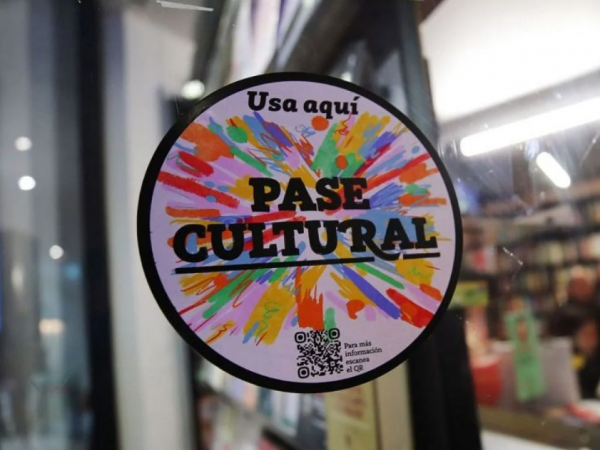 Usa aquí
PASE
CULTURAL
Para más
información
escanea
el QR